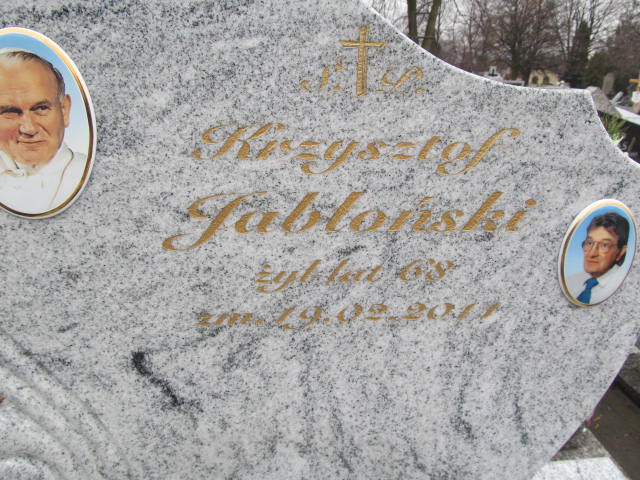 Ś. P.
Krzysztof
Jabłoński
żył lat 68
zm. 19.02.2011